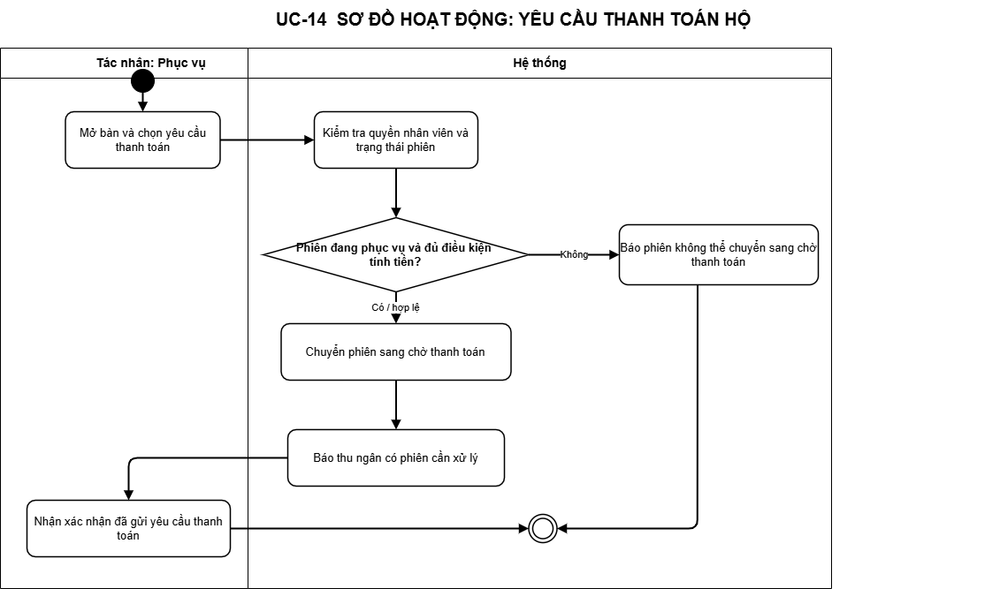 UC-14 SƠ ĐỒ HOẠT ĐỘNG: YÊU CẦU THANH TOÁN HỘ
Tác nhân: Phục vụ
Hệ thống
Mở bàn và chọn yêu cầu
thanh toán
Kiểm tra quyền nhân viên và
trạng thái phiên
Phiên đang phục vụ và đủ điều kiện
tính tiền?
Không
Báo phiên không thể chuyển sang chờ
thanh toán
Có / hợp lệ
Chuyển phiên sang chờ thanh toán
Báo thu ngân có phiên cần xử lý
Nhận xác nhận đã gửi yêu cầu thanh
toán